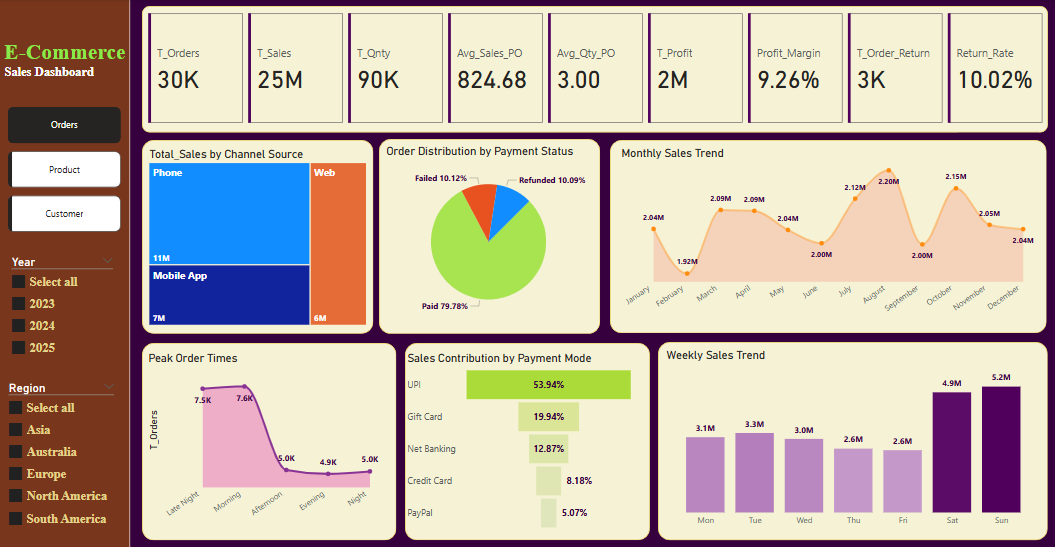 E-Commerce
Sales Dashboard
Orders
Product
Customer
Year
Select all
2023
2024
2025
Region
Select all
Asia
Australia
Europe
North America
South America
T_Orders
30K
T_Sales
25M
T_Qnty
90K
Avg_Sales_PO
824.68
Avg_Qty_PO
3.00
T_Profit
2M
Profit_Margin
9.26%
T_Order_Return
3K
Return_Rate
10.02%
Total_Sales by Channel Source
Phone
11M
Mobile App
7M
Web
6M
Order Distribution by Payment Status
Failed 10.12%
Refunded 10.09%
Paid 79.78%
Monthly Sales Trend
2.04M
1.92M
2.09M
2.09M
2.04M
2.00M
2.12M
2.20M
2.00M
2.15M
2.05M
2.04M
January
February
March
April
May
June
July
August
September
October
November
December
Peak Order Times
T_Orders
7.5K
7.6K
5.0K
4.9K
5.0K
Late Night
Morning
Afternoon
Evening
Night
Sales Contribution by Payment Mode
UPI 53.94%
Gift Card 19.94%
Net Banking 12.87%
Credit Card 8.18%
PayPal 5.07%
Weekly Sales Trend
3.1M
3.3M
3.0M
2.6M
2.6M
4.9M
5.2M
Mon
Tue
Wed
Thu
Fri
Sat
Sun